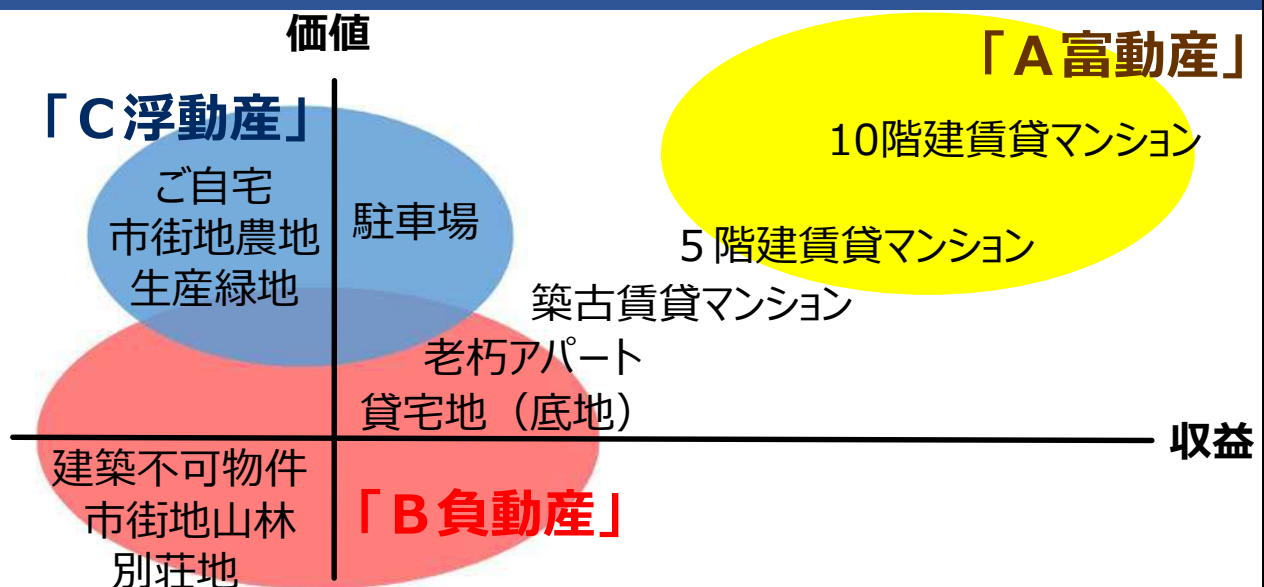 価値
「A富動産」
「C浮動産」
10階建賃貸マンション
ご自宅
市街地農地
生産緑地
駐車場
5階建賃貸マンション
築古賃貸マンション
老朽アパート
貸宅地（底地）
収益
建築不可物件
市街地山林
別荘地
「B負動産」